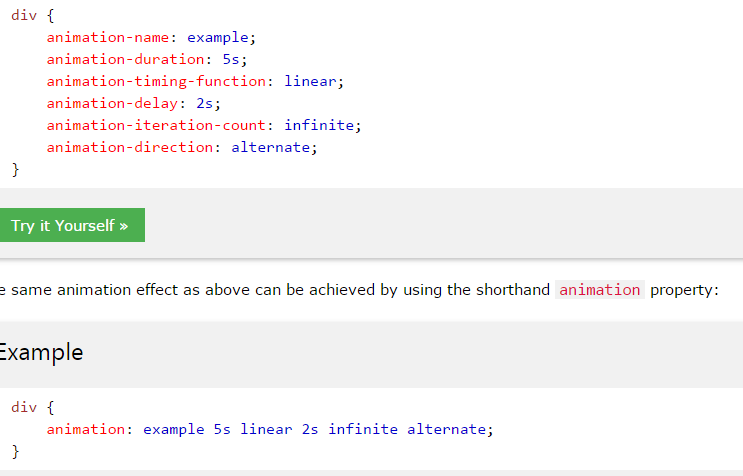 div {
    animation-name: example;
    animation-duration: 5s;
    animation-timing-function: linear;
    animation-delay: 2s;
    animation-iteration-count: infinite;
    animation-direction: alternate;
}
Try it Yourself »
e same animation effect as above can be achieved by using the shorthand animation property:
Example
div {
    animation: example 5s linear 2s infinite alternate;
}